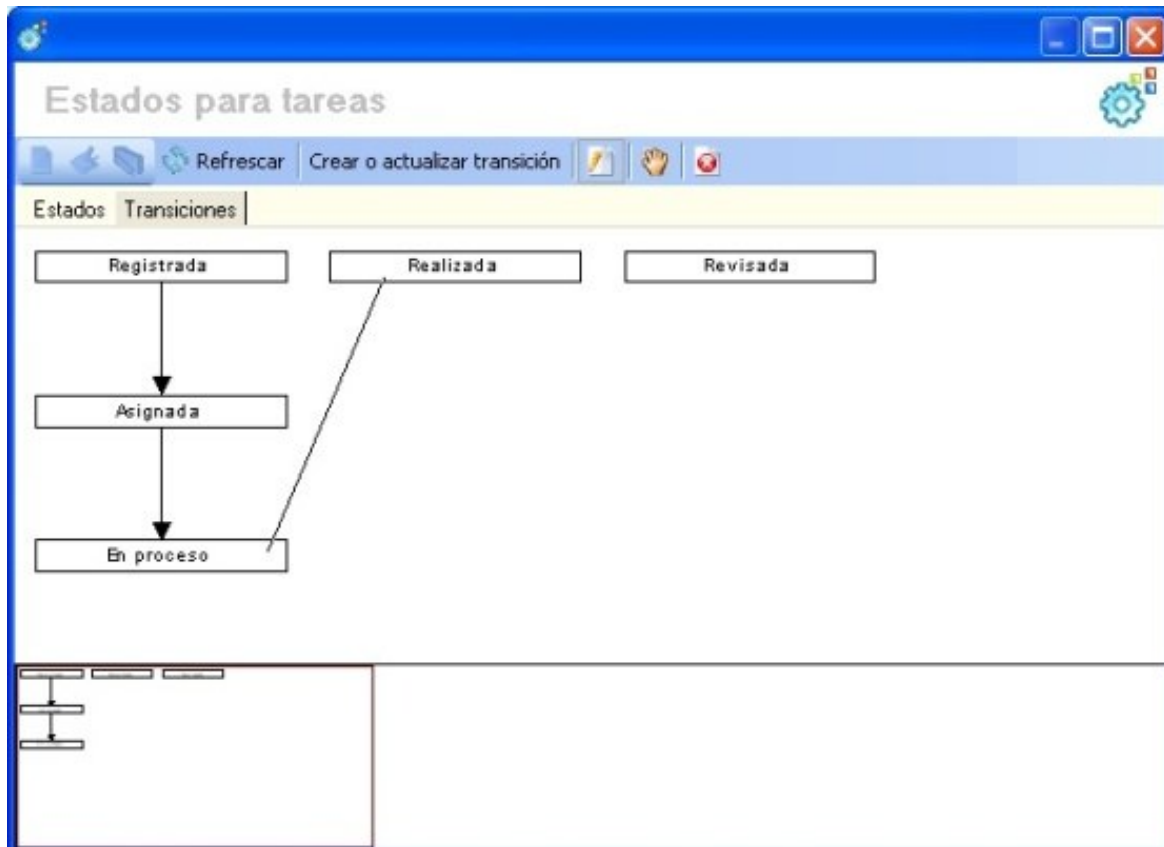 Estados para tareas
Refrescar Crear o actualizar transición
Estados Transiciones
Registrada Realizada Revisada
Asignada
En proceso